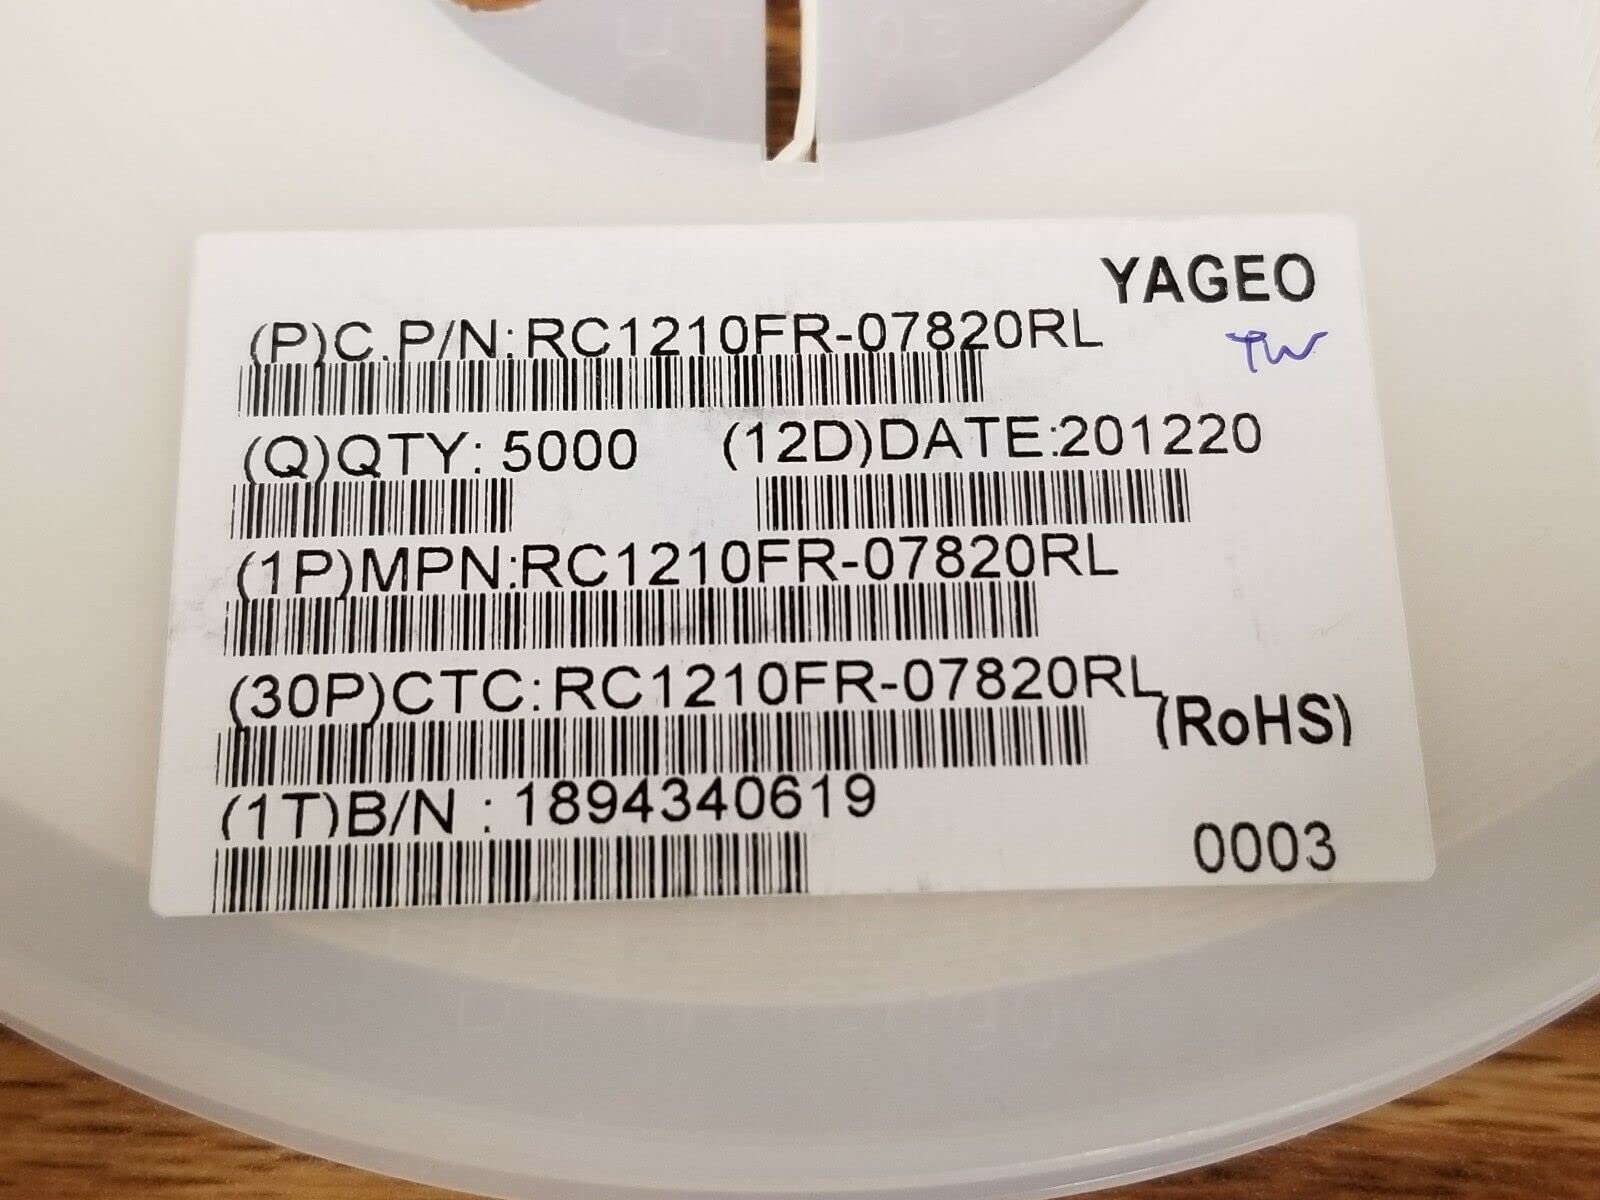 YAGEO
(P)C.P/N:RC1210FR-07820RL
TW
(Q)QTY: 5000 (12D)DATE:201220
(1P)MPN:RC1210FR-07820RL
(30P)CTC:RC1210FR-07820RL
(RoHS)
(1T)B/N : 1894340619
0003